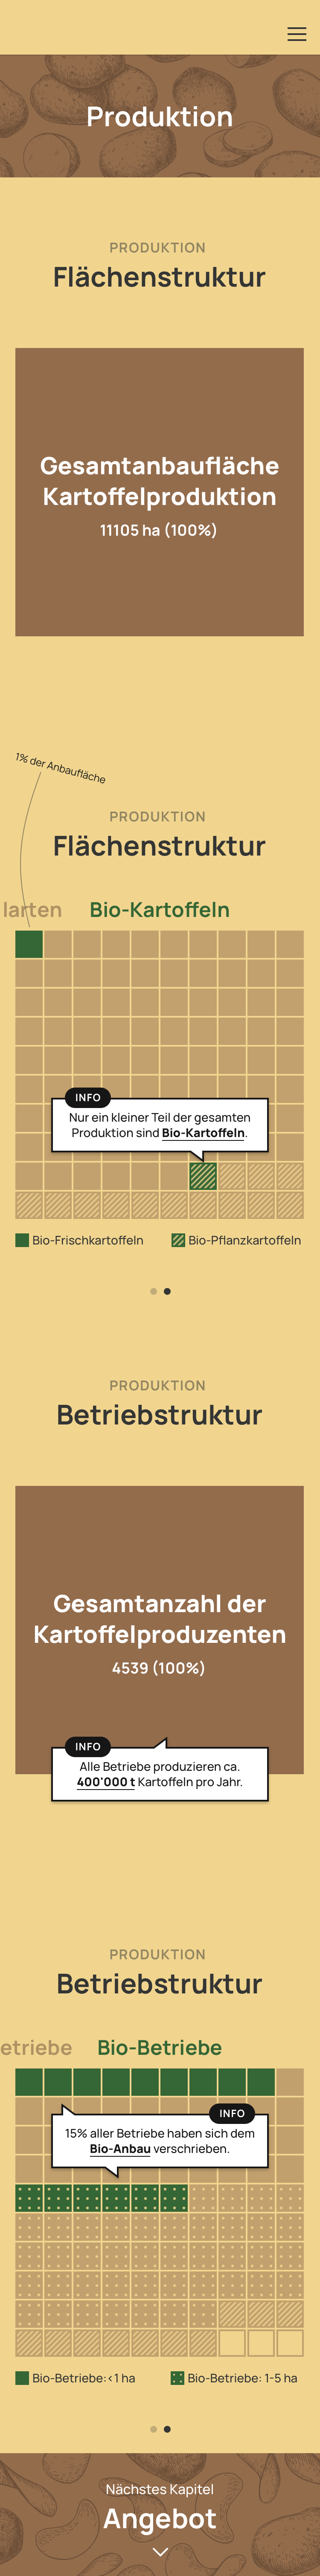 Produktion
PRODUKTION
Flächenstruktur
Gesamtanbaufläche
Kartoffelproduktion
11105 ha (100%)
1% der Anbaufläche
PRODUKTION
Flächenstruktur
larten Bio-Kartoffeln
INFO
Nur ein kleiner Teil der gesamten
Produktion sind Bio-Kartoffeln.
Bio-Frischkartoffeln Bio-Pflanzkartoffeln
PRODUKTION
Betriebstruktur
Gesamtanzahl der
Kartoffelproduzenten
4539 (100%)
INFO
Alle Betriebe produzieren ca.
400'000 t Kartoffeln pro Jahr.
PRODUKTION
Betriebstruktur
etriebe Bio-Betriebe
INFO
15% aller Betriebe haben sich dem
Bio-Anbau verschrieben.
Bio-Betriebe:<1 ha Bio-Betriebe: 1-5 ha
Nächstes Kapitel
Angebot